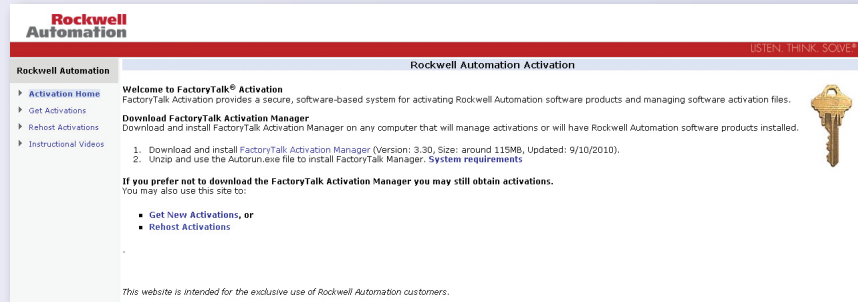 Rockwell
Automation
LISTEN. THINK. SOLVE.®
Rockwell Automation
Rockwell Automation Activation
Activation Home
Get Activations
Rehost Activations
Instructional Videos
Welcome to FactoryTalk® Activation
FactoryTalk Activation provides a secure, software-based system for activating Rockwell Automation software products and managing software activation files.
Download FactoryTalk Activation Manager
Download and install FactoryTalk Activation Manager on any computer that will manage activations or will have Rockwell Automation software products installed.
1. Download and install FactoryTalk Activation Manager (Version: 3.30, Size: around 115MB, Updated: 9/10/2010).
2. Unzip and use the Autorun.exe file to install FactoryTalk Manager. System requirements
If you prefer not to download the FactoryTalk Activation Manager you may still obtain activations.
You may also use this site to:
▪ Get New Activations, or
▪ Rehost Activations
.
This website is intended for the exclusive use of Rockwell Automation customers.